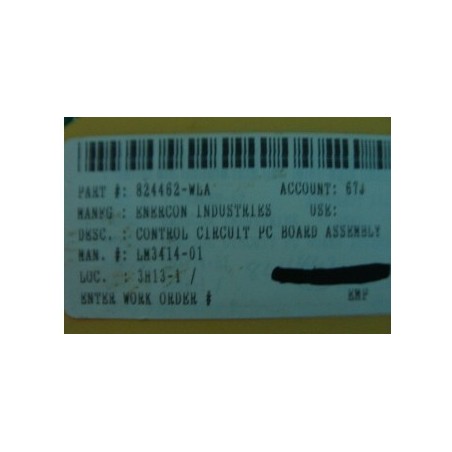 PART #: 824462-WLA ACCOUNT: 67J
MANFG : ENERCON INDUSTRIES USE:
DESC. : CONTROL CIRCUIT PC BOARD ASSEMBLY
MAN. #: LM3414-01
LOC. : 3H13-1 /
ENTER WORK ORDER # EMP